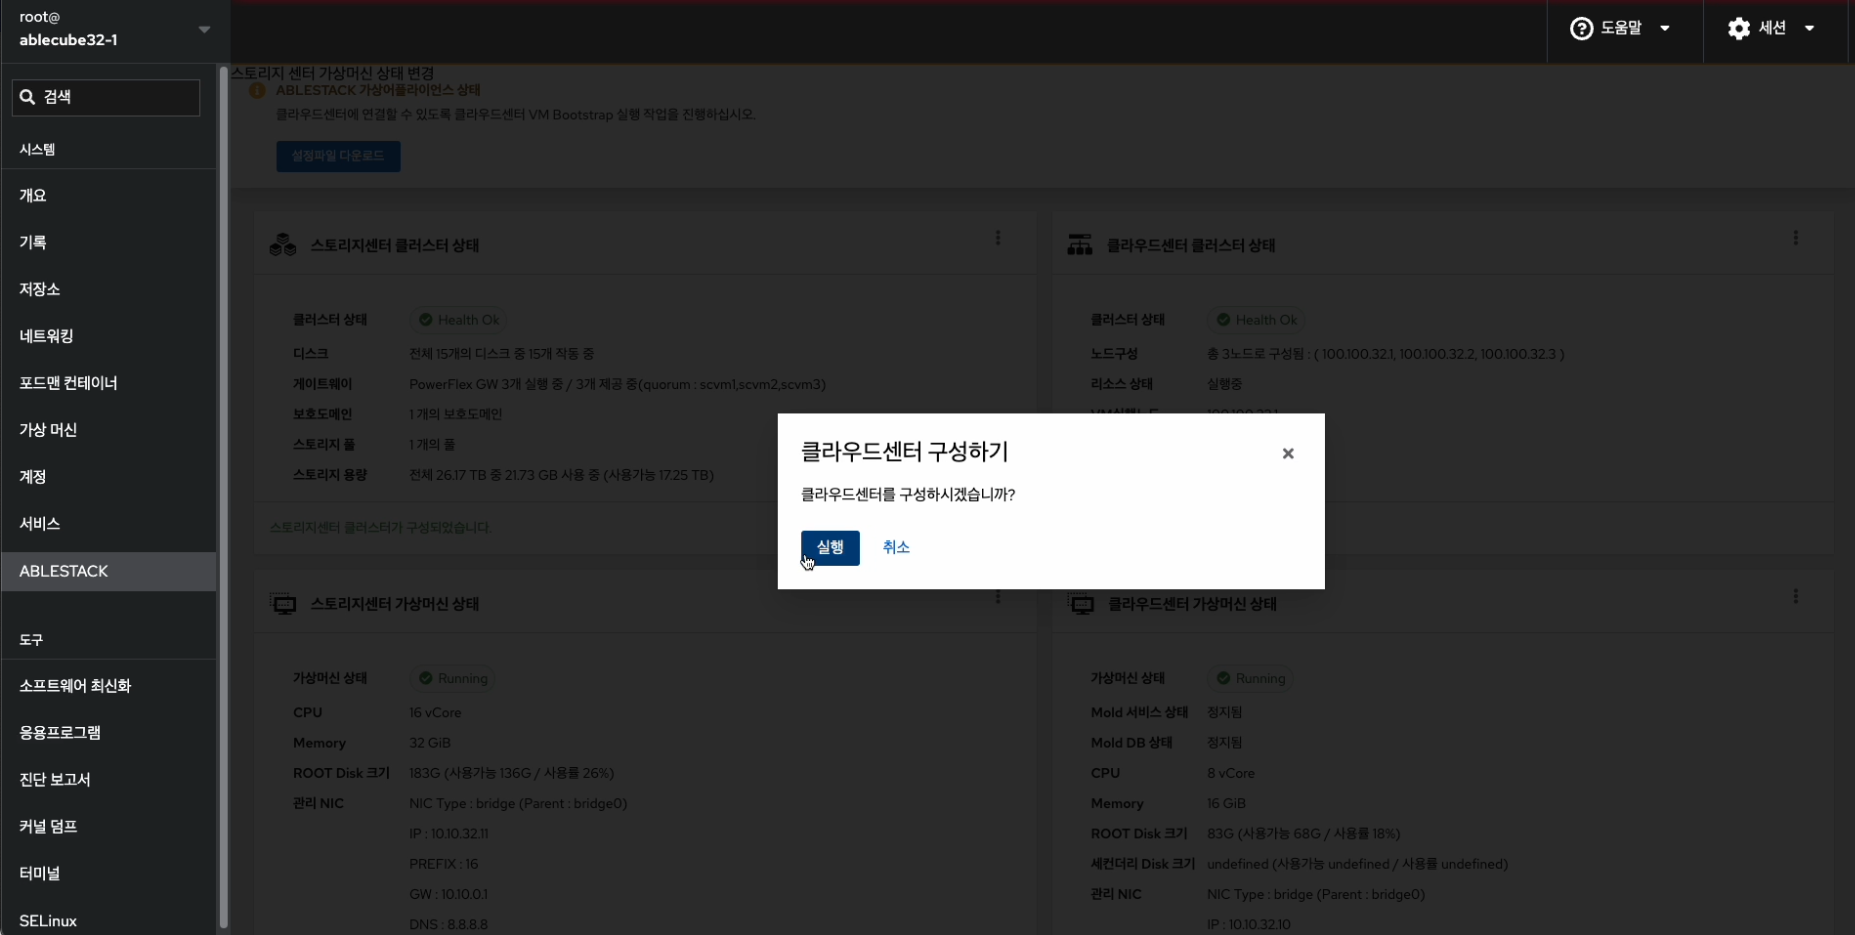 root@
ablecube32-1
도움말
세션
검색
시스템
개요
기록
저장소
네트워킹
포드맨 컨테이너
가상 머신
계정
서비스
ABLESTACK
도구
소프트웨어 최신화
응용프로그램
진단 보고서
커널 덤프
터미널
SELinux
스토리지 센터 가상머신 상태 변경
ABLESTACK 가상어플라이언스 상태
클라우드센터에 연결할 수 있도록 클라우드센터 VM Bootstrap 실행 작업을 진행하십시오.
설정파일 다운로드
스토리지센터 클러스터 상태
클러스터 상태 Health Ok
디스크 전체 15개의 디스크 중 15개 작동 중
게이트웨이 PowerFlex GW 3개 실행 중 / 3개 제공 중(quorum : scvm1,scvm2,scvm3)
보호도메인 1 개의 보호도메인
스토리지 풀 1 개의 풀
스토리지 용량 전체 26.17 TB 중 21.73 GB 사용 중 (사용가능 17.25 TB)
스토리지센터 클러스터가 구성되었습니다.
클라우드센터 클러스터 상태
클러스터 상태 Health Ok
노드구성 총 3노드로 구성됨 : ( 100.100.32.1, 100.100.32.2, 100.100.32.3 )
리소스 상태 실행중
클라우드센터 구성하기
클라우드센터를 구성하시겠습니까?
실행 취소
스토리지센터 가상머신 상태
가상머신 상태 Running
CPU 16 vCore
Memory 32 GiB
ROOT Disk 크기 183G (사용가능 136G / 사용률 26%)
관리 NIC NIC Type : bridge (Parent : bridge0)
IP : 10.10.32.11
PREFIX : 16
GW : 10.10.0.1
DNS : 8.8.8.8
클라우드센터 가상머신 상태
가상머신 상태 Running
Mold 서비스 상태 정지됨
Mold DB 상태 정지됨
CPU 8 vCore
Memory 16 GiB
ROOT Disk 크기 83G (사용가능 68G / 사용률 18%)
세컨더리 Disk 크기 undefined (사용가능 undefined / 사용률 undefined)
관리 NIC NIC Type : bridge (Parent : bridge0)
IP : 10.10.32.10